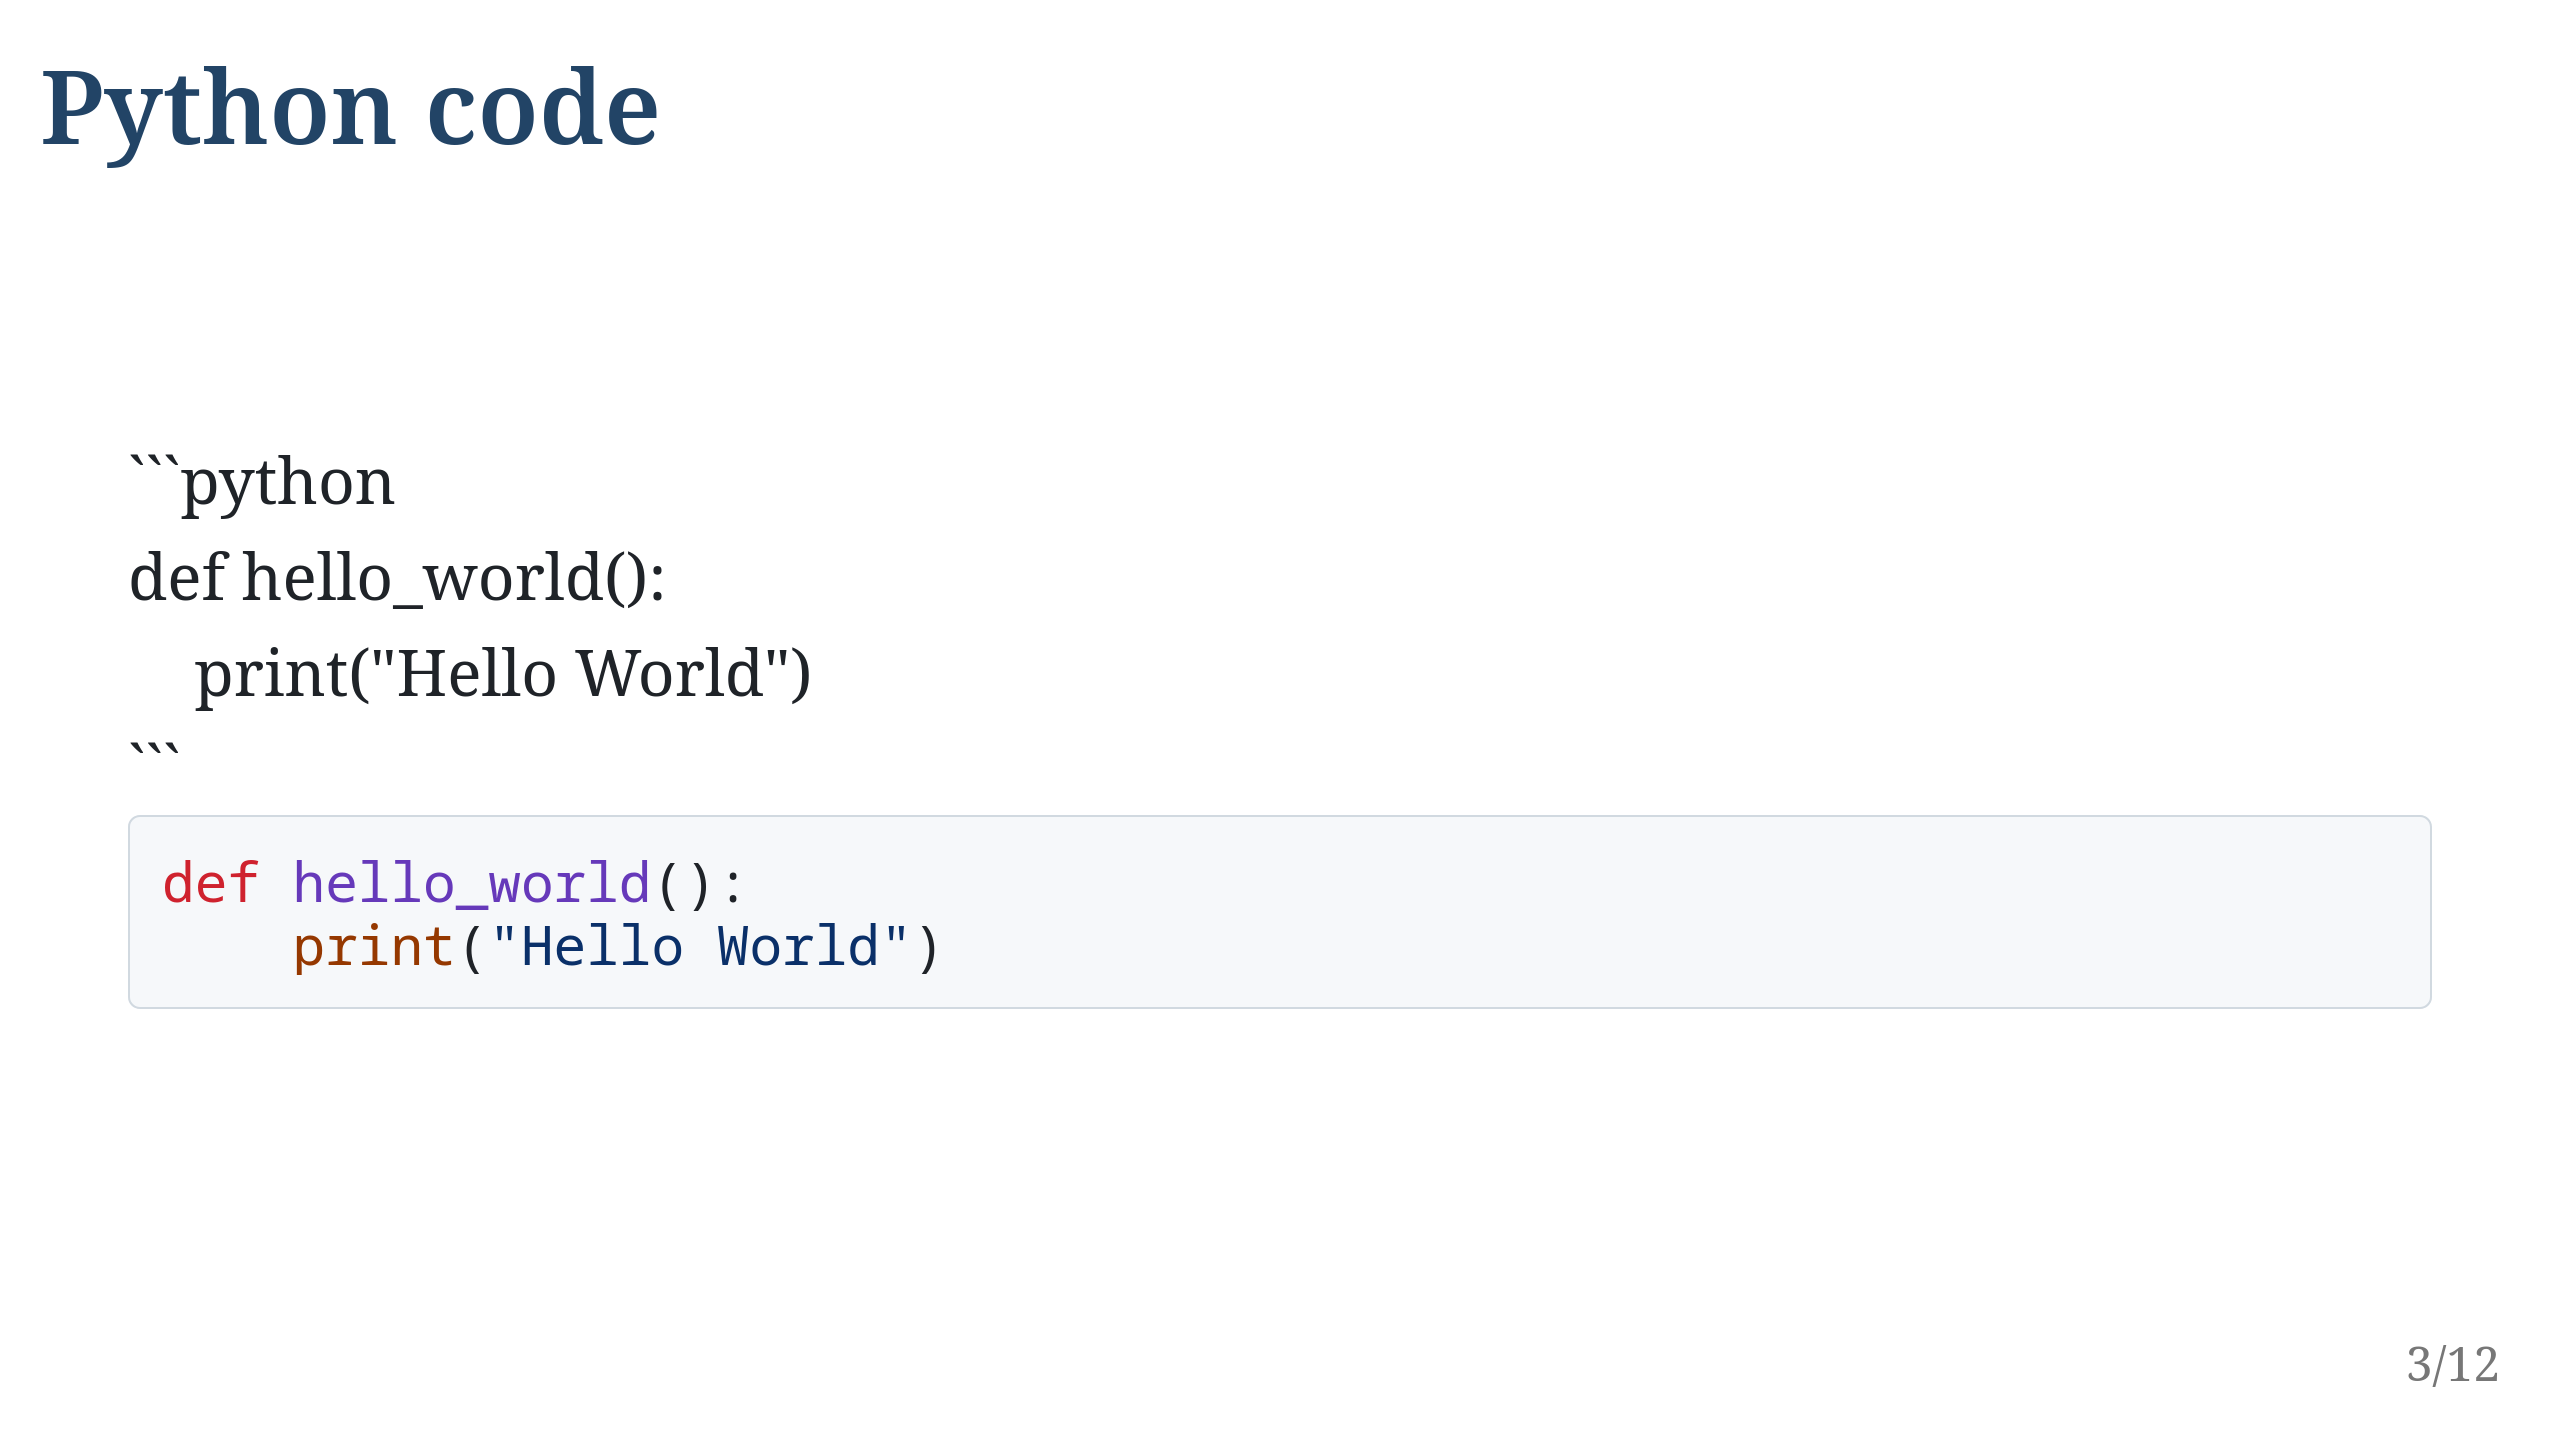 Python code
```python
def hello_world():
    print("Hello World")
```
def hello_world():
    print("Hello World")
3/12